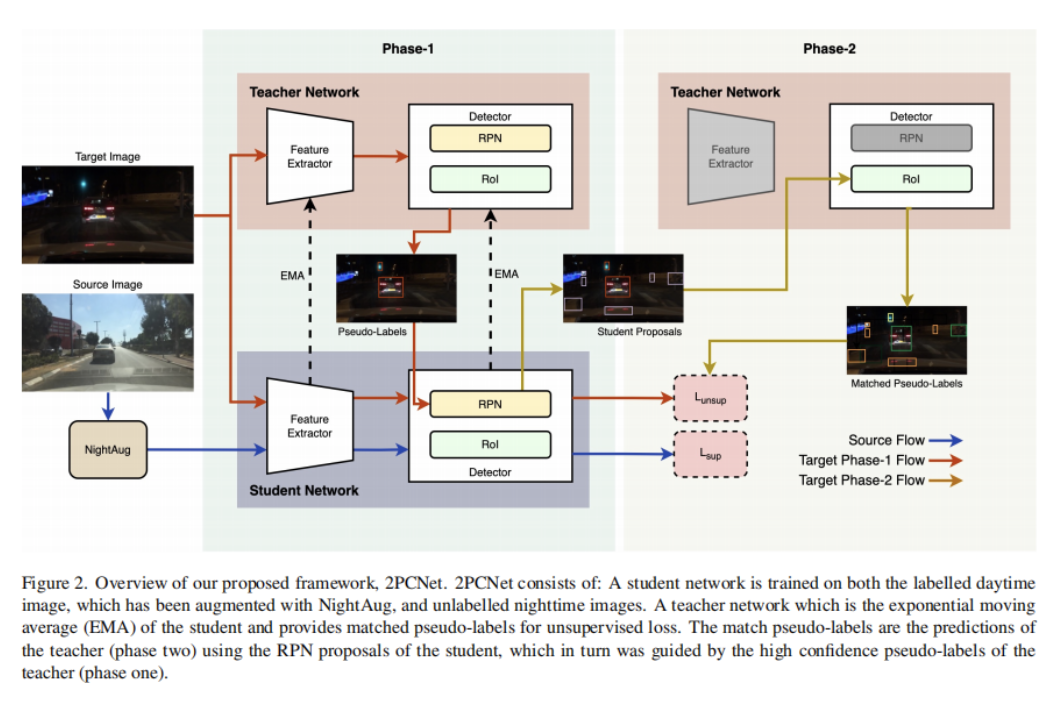 Phase-1
Phase-2
Teacher Network
Feature
Extractor
Detector
RPN
RoI
Teacher Network
Feature
Extractor
Detector
RPN
RoI
Target Image
EMA
EMA
Pseudo-Labels
Student Proposals
Matched Pseudo-Labels
Source Image
NightAug
Feature
Extractor
RPN
RoI
Detector
Student Network
Lunsup
Lsup
Source Flow
Target Phase-1 Flow
Target Phase-2 Flow
Figure 2. Overview of our proposed framework, 2PCNet. 2PCNet consists of: A student network is trained on both the labelled daytime
image, which has been augmented with NightAug, and unlabelled nighttime images. A teacher network which is the exponential moving
average (EMA) of the student and provides matched pseudo-labels for unsupervised loss. The match pseudo-labels are the predictions of
the teacher (phase two) using the RPN proposals of the student, which in turn was guided by the high confidence pseudo-labels of the
teacher (phase one).